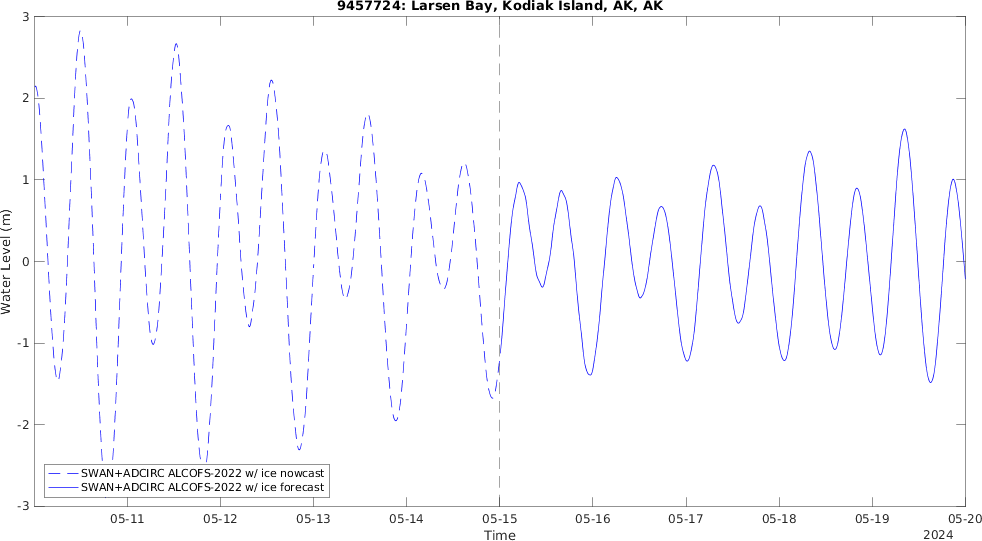 9457724: Larsen Bay, Kodiak Island, AK, AK
3
2
1
0
-1
-2
-3
Water Level (m)
SWAN+ADCIRC ALCOFS-2022 w/ ice nowcast
SWAN+ADCIRC ALCOFS-2022 w/ ice forecast
05-11 05-12 05-13 05-14 05-15 05-16 05-17 05-18 05-19 05-20
Time
2024